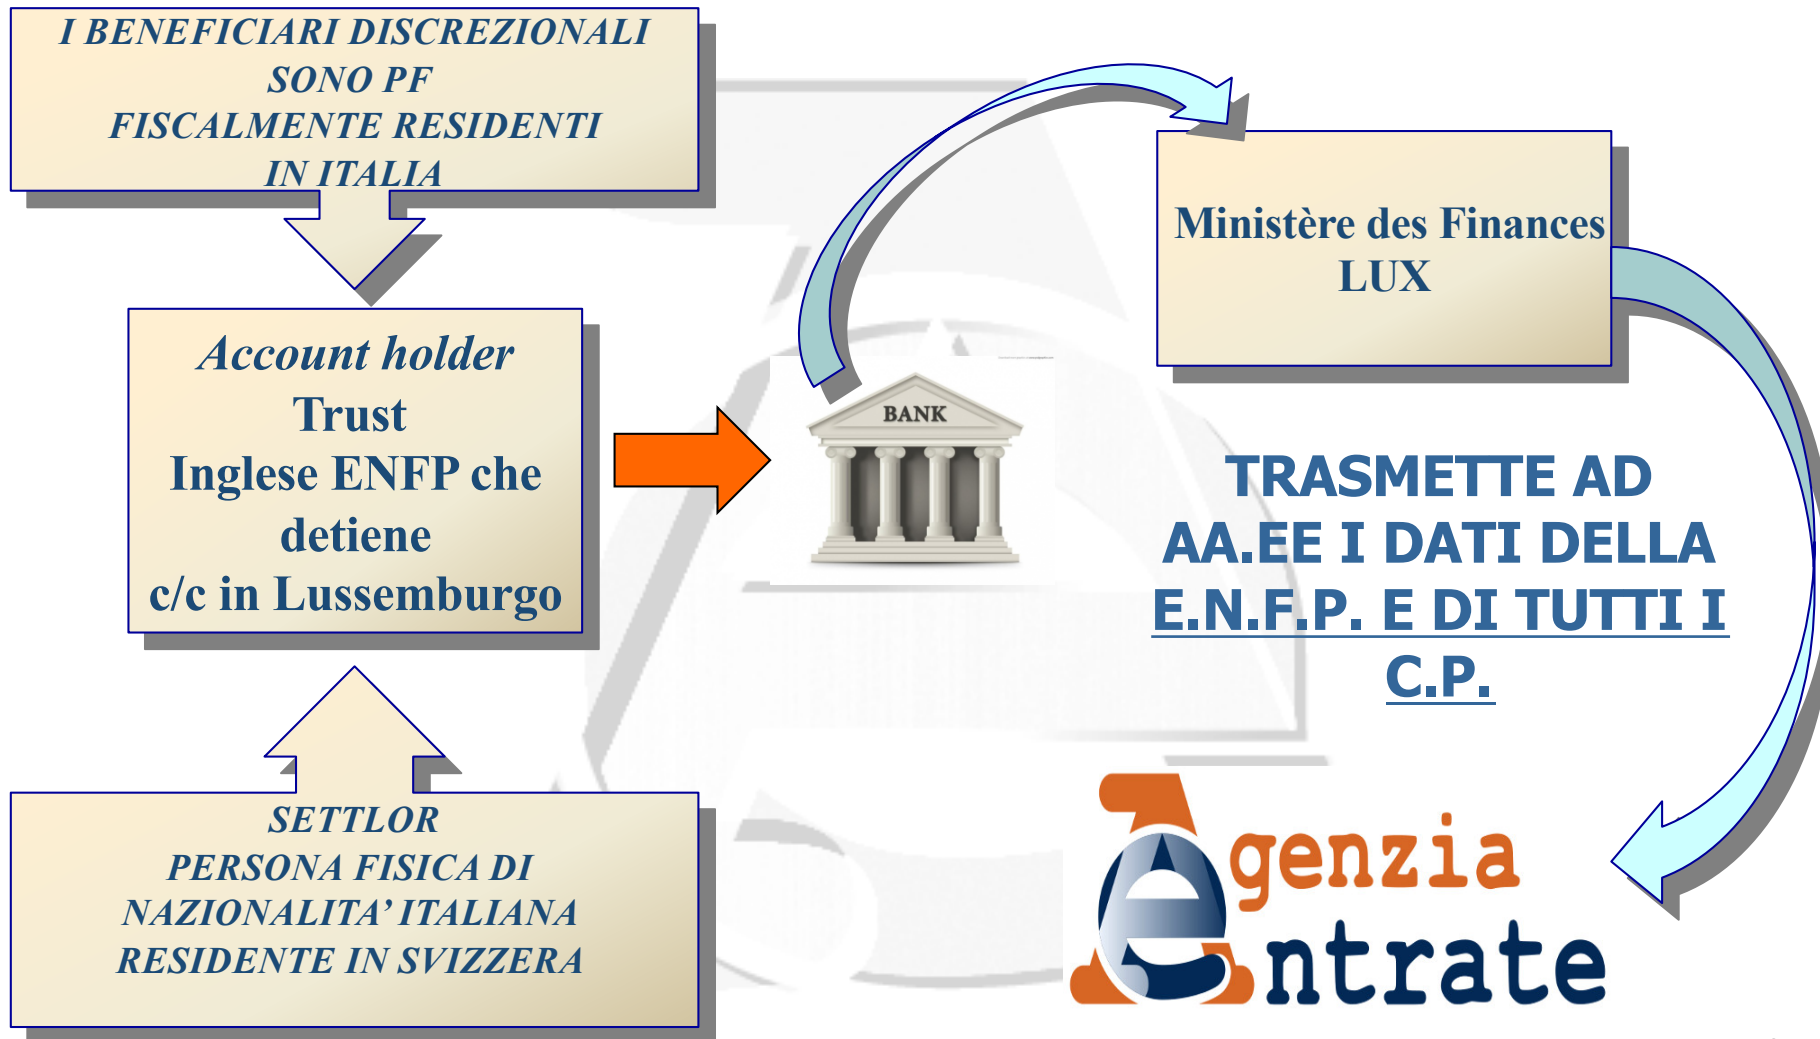 I BENEFICIARI DISCREZIONALI
SONO PF
FISCALMENTE RESIDENTI
IN ITALIA
Account holder
Trust
Inglese ENFP che
detiene
c/c in Lussemburgo
SETTLOR
PERSONA FISICA DI
NAZIONALITA’ ITALIANA
RESIDENTE IN SVIZZERA
BANK
Ministère des Finances
LUX
TRASMETTE AD
AA.EE I DATI DELLA
E.N.F.P. E DI TUTTI I
C.P.
Agenzia
entrate